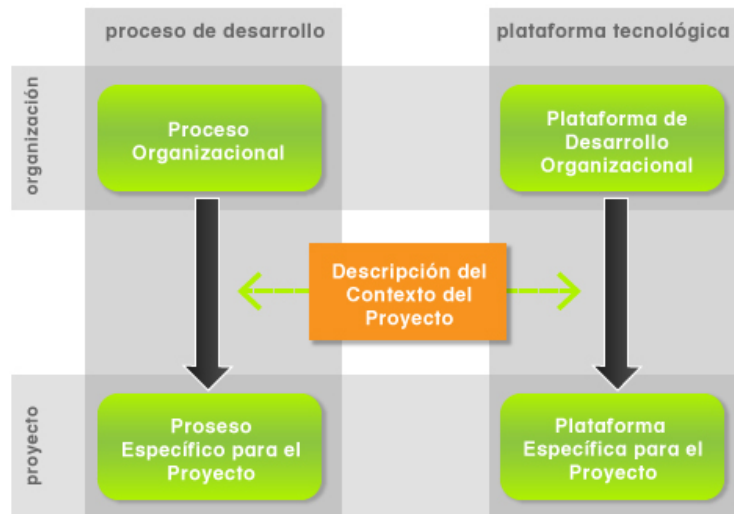 proceso de desarrollo
plataforma tecnológica
organización
Proceso
Organizacional
Plataforma de
Desarrollo
Organizacional
Descripción del
Contexto del
Proyecto
proyecto
Proseso
Específico para el
Proyecto
Plataforma
Específica para el
Proyecto